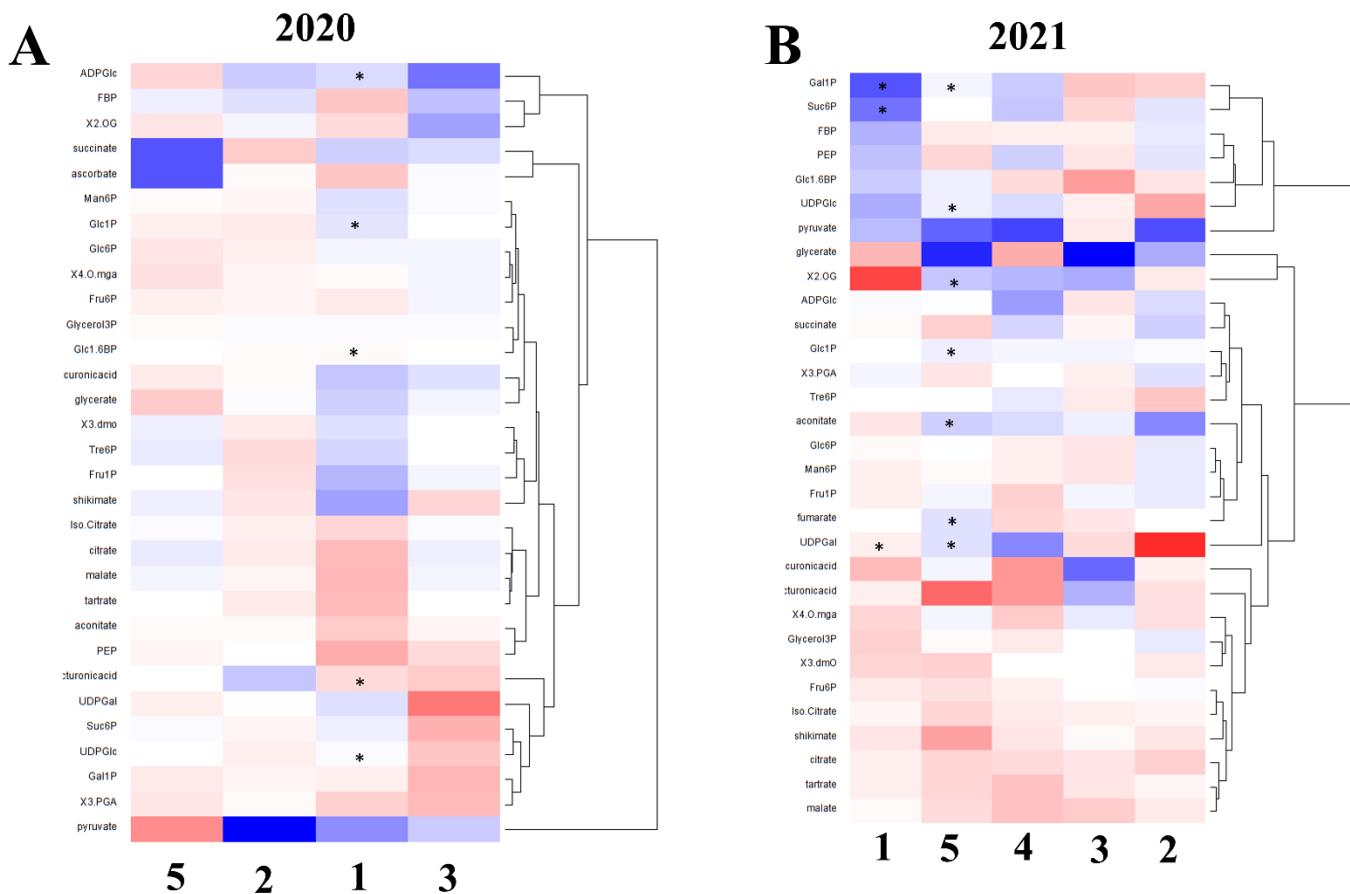 A
2020
ADPGlc
*
FBP
X2.OG
succinate
ascorbate
Man6P
Glc1P
*
Glc6P
X4.O.mga
Fru6P
Glycerol3P
Glc1.6BP
*
curonicacid
glycerate
X3.dmo
Tre6P
Fru1P
shikimate
Iso.Citrate
citrate
malate
tartrate
aconitate
PEP
cturonicacid
*
UDPGal
Suc6P
UDPGlc
*
Gal1P
X3.PGA
pyruvate
5 2 1 3
B
2021
Gal1P
* *
Suc6P
*
FBP
PEP
Glc1.6BP
UDPGlc
*
pyruvate
glycerate
X2.OG
*
ADPGlc
succinate
Glc1P
*
X3.PGA
Tre6P
aconitate
*
Glc6P
Man6P
Fru1P
fumarate
*
UDPGal
* *
curonicacid
cturonicacid
X4.O.mga
Glycerol3P
X3.dmO
Fru6P
Iso.Citrate
shikimate
citrate
tartrate
malate
1 5 4 3 2